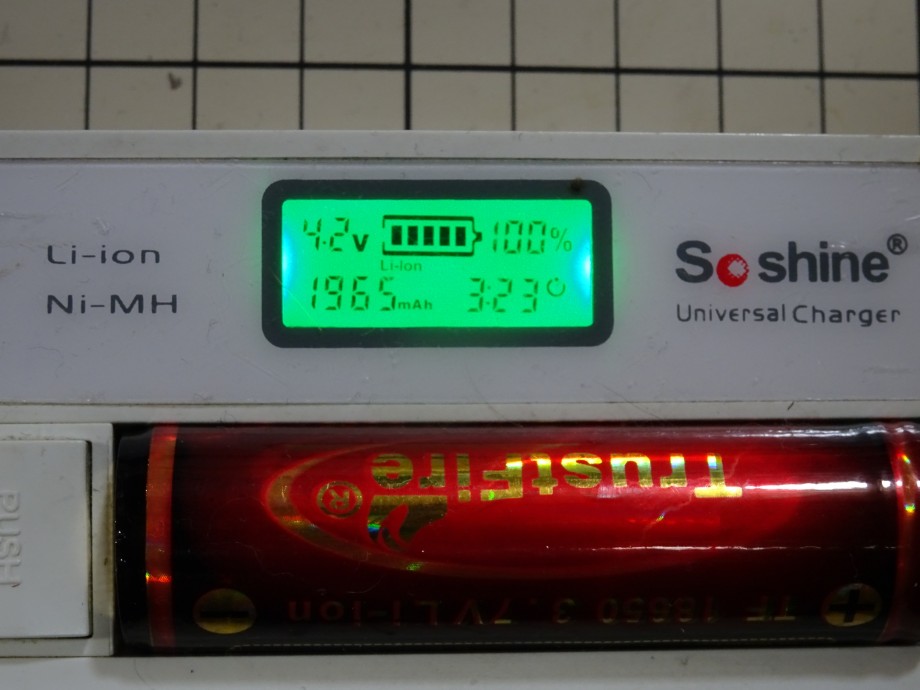 Li-ion
Ni-MH
4.2V 100%
Li-ion
1965mAh 3:23
Soshine®
Universal Charger
PUSH
TrustFire®
TF 18650 3.7V Li-ion